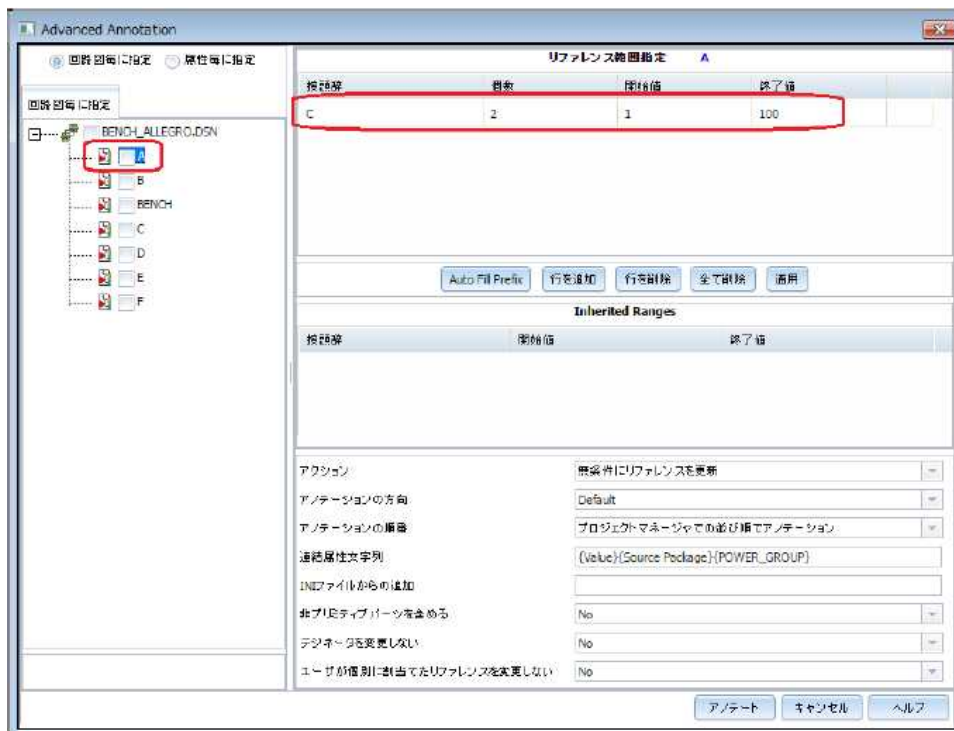 Advanced Annotation
回路図毎に指定 属性毎に指定
回路図毎に指定
BENCH_ALLEGRO.DSN
A
B
BENCH
C
D
E
F
リファレンス範囲指定 A
接頭辞 個数 開始値 終了値
C 2 1 100
Auto Fill Prefix 行を追加 行を削除 全て削除 適用
Inherited Ranges
接頭辞 開始値 終了値
アクション 無条件にリファレンスを更新
アノテーションの方向 Default
アノテーションの順番 プロジェクトマネージャでの並び順でアノテーション
連結属性文字列 {Value}{Source Package}{POWER_GROUP}
INIファイルからの追加
非プリミティブパーツを含める No
デジネータを変更しない No
ユーザが個別に割当てたリファレンスを変更しない No
アノテート キャンセル ヘルプ